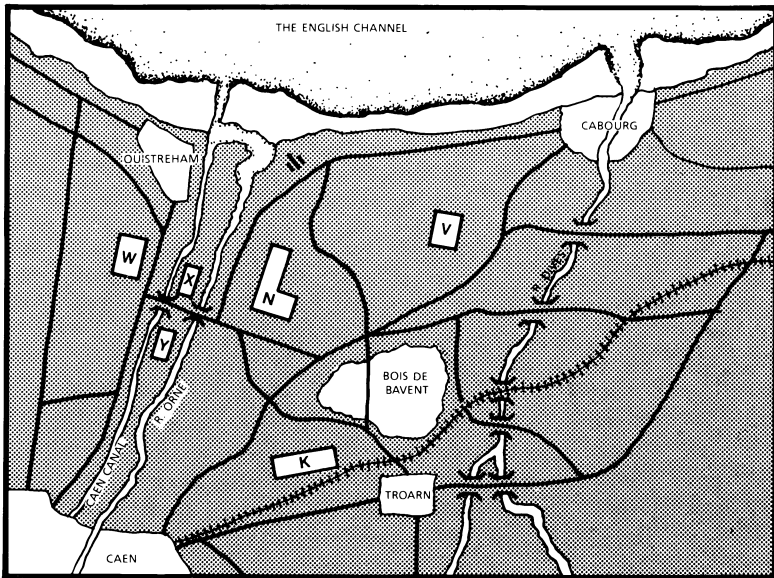 THE ENGLISH CHANNEL
CABOURG
OUISTREHAM
V
W
X
N
R. DIVES
Y
BOIS DE
BAVENT
R. ORNE
K
CAEN CANAL
TROARN
CAEN